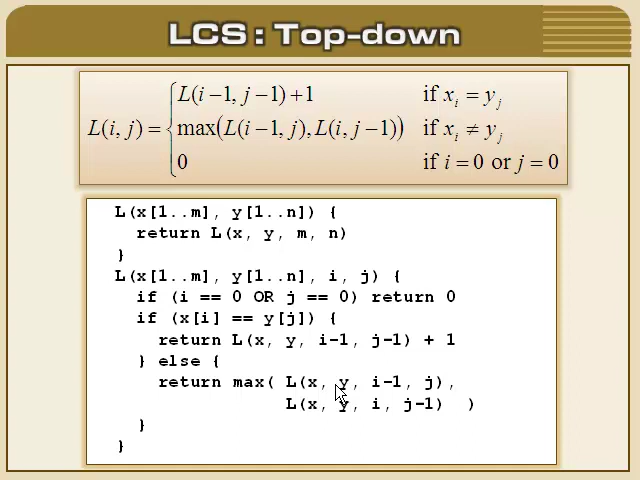 LCS : Top-down
L(i−1, j−1)+1 if xᵢ = yⱼ
L(i, j) = max(L(i−1, j), L(i, j−1)) if xᵢ ≠ yⱼ
0 if i = 0 or j = 0
L(x[1..m], y[1..n]) {
return L(x, y, m, n)
}
L(x[1..m], y[1..n], i, j) {
if (i == 0 OR j == 0) return 0
if (x[i] == y[j]) {
return L(x, y, i-1, j-1) + 1
} else {
return max( L(x, y, i-1, j),
L(x, y, i, j-1) )
}
}